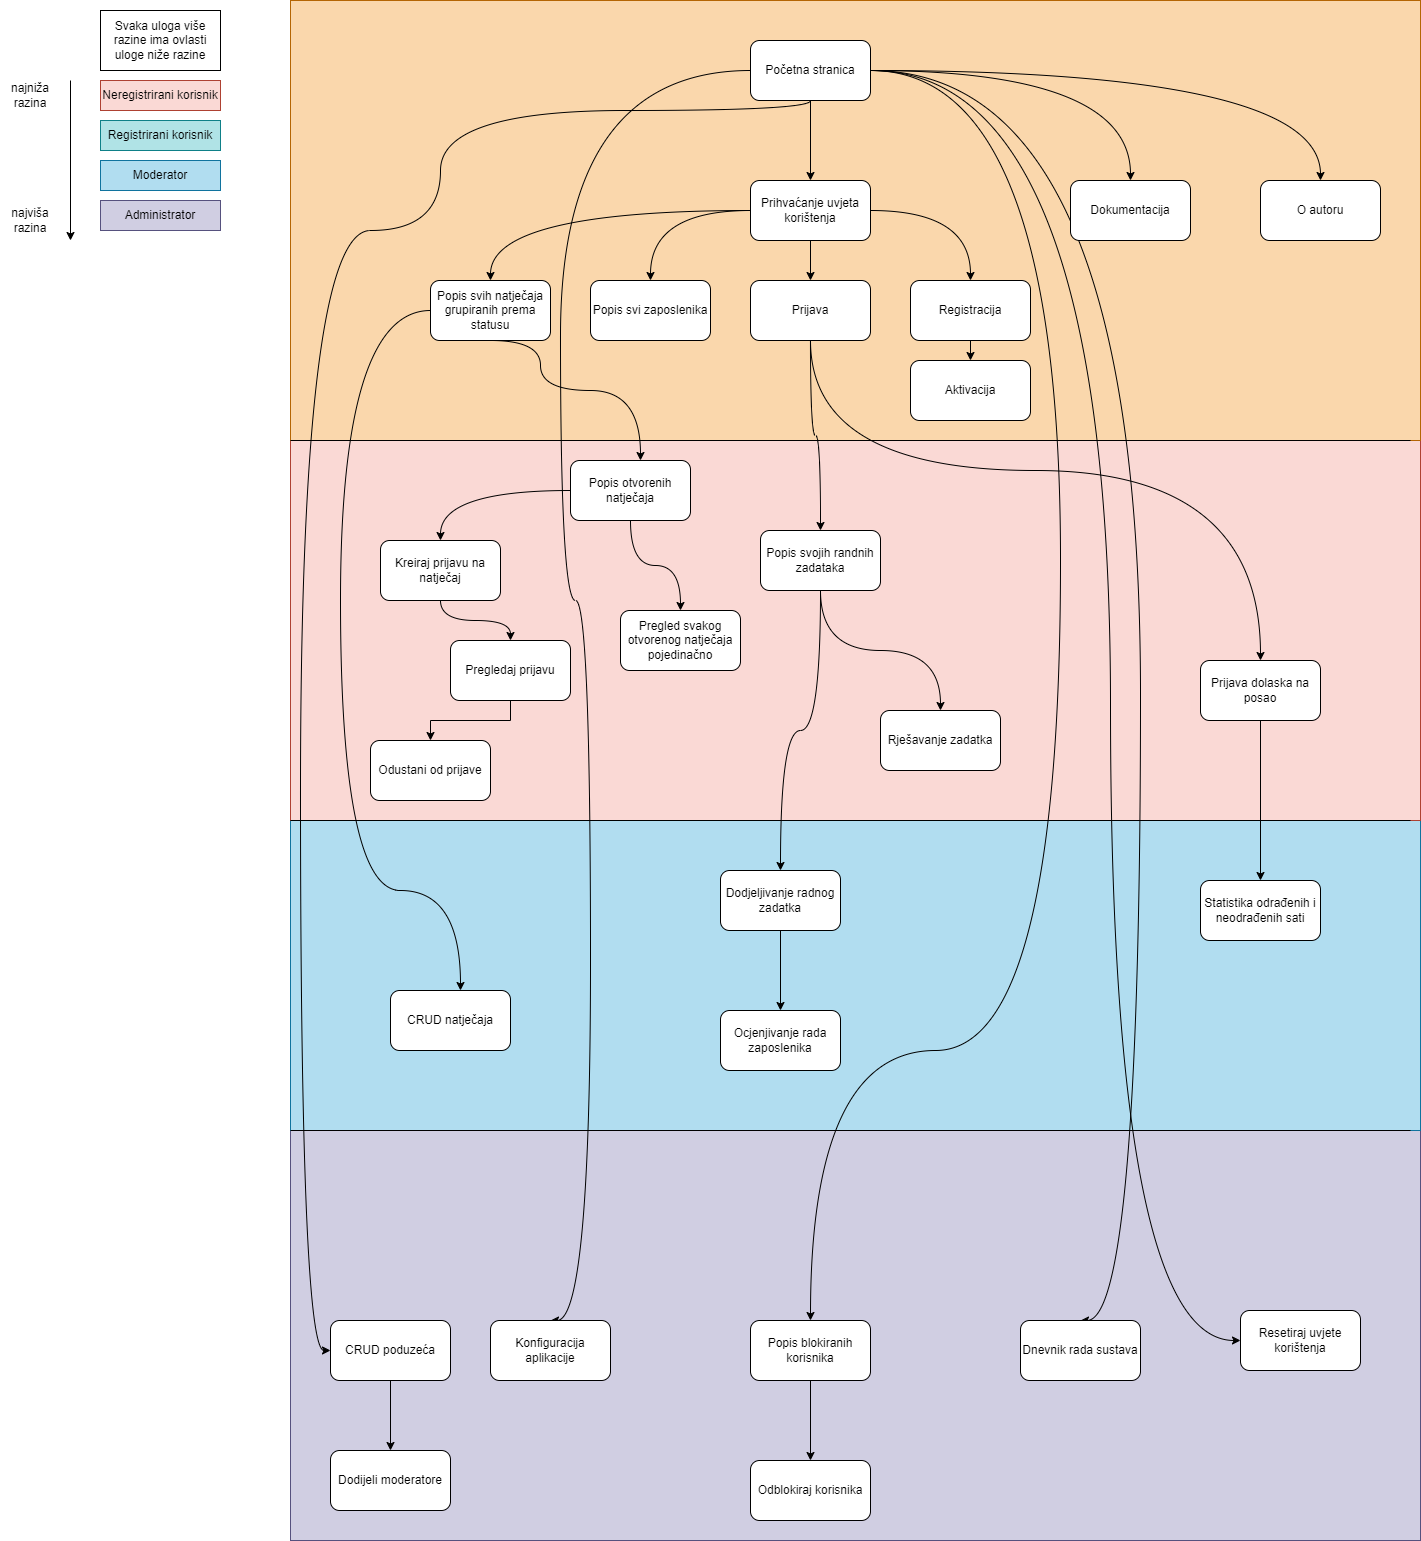 Svaka uloga više
razine ima ovlasti
uloge niže razine
najniža
razina
Neregistrirani korisnik
Registrirani korisnik
Moderator
najviša
razina
Administrator
Početna stranica
Prihvaćanje uvjeta
korištenja
Dokumentacija
O autoru
Popis svih natječaja
grupiranih prema
statusu
Popis svi zaposlenika
Prijava
Registracija
Aktivacija
Popis otvorenih
natječaja
Kreiraj prijavu na
natječaj
Popis svojih randnih
zadataka
Pregled svakog
otvorenog natječaja
pojedinačno
Pregledaj prijavu
Prijava dolaska na
posao
Rješavanje zadatka
Odustani od prijave
Dodjeljivanje radnog
zadatka
Statistika odrađenih i
neodrađenih sati
CRUD natječaja
Ocjenjivanje rada
zaposlenika
CRUD poduzeća
Konfiguracija
aplikacije
Popis blokiranih
korisnika
Dnevnik rada sustava
Resetiraj uvjete
korištenja
Dodijeli moderatore
Odblokiraj korisnika